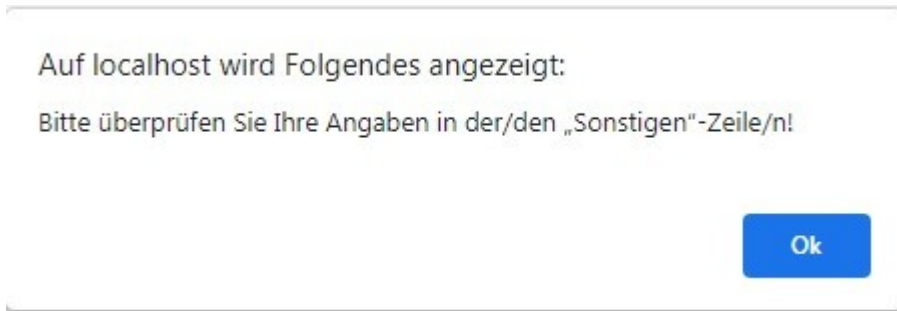 Auf localhost wird Folgendes angezeigt:
Bitte überprüfen Sie Ihre Angaben in der/den „Sonstigen“-Zeile/n!
Ok